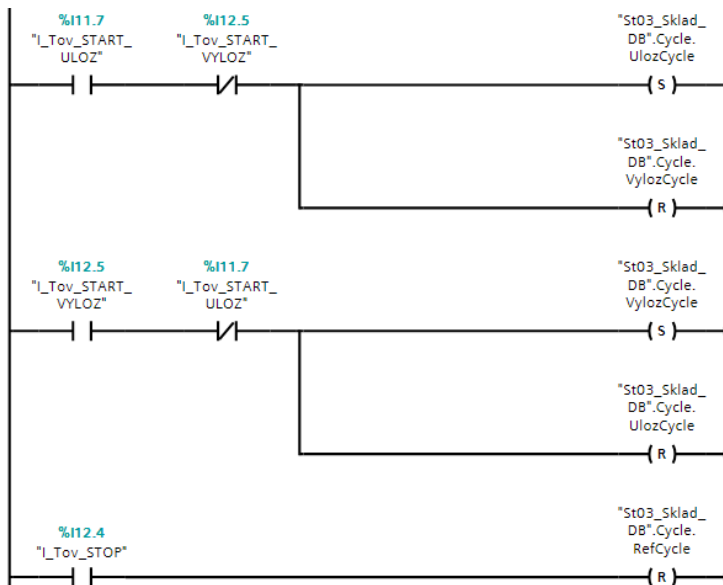 %I11.7
"I_Tov_START_
ULOZ"
%I12.5
"I_Tov_START_
VYLOZ"
"St03_Sklad_
DB".Cycle.
UlozCycle
S
"St03_Sklad_
DB".Cycle.
VylozCycle
R
%I12.5
"I_Tov_START_
VYLOZ"
%I11.7
"I_Tov_START_
ULOZ"
"St03_Sklad_
DB".Cycle.
VylozCycle
S
"St03_Sklad_
DB".Cycle.
UlozCycle
R
%I12.4
"I_Tov_STOP"
"St03_Sklad_
DB".Cycle.
RefCycle
R